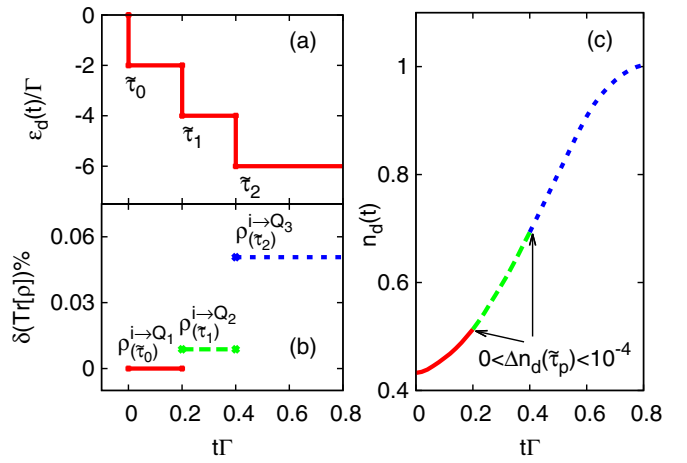 (a)
ε_d(t)/Γ
0
-2
-4
-6
τ̃_0
τ̃_1
τ̃_2
(b)
δ(Tr[ρ])%
0.06
0.03
0
ρ^{i→Q_1}_{(τ̃_0)}
ρ^{i→Q_2}_{(τ̃_1)}
ρ^{i→Q_3}_{(τ̃_2)}
0 0.2 0.4 0.6 0.8
tΓ
(c)
n_d(t)
1
0.8
0.6
0.4
0<Δn_d(τ̃_p)<10^{-4}
0 0.2 0.4 0.6 0.8
tΓ